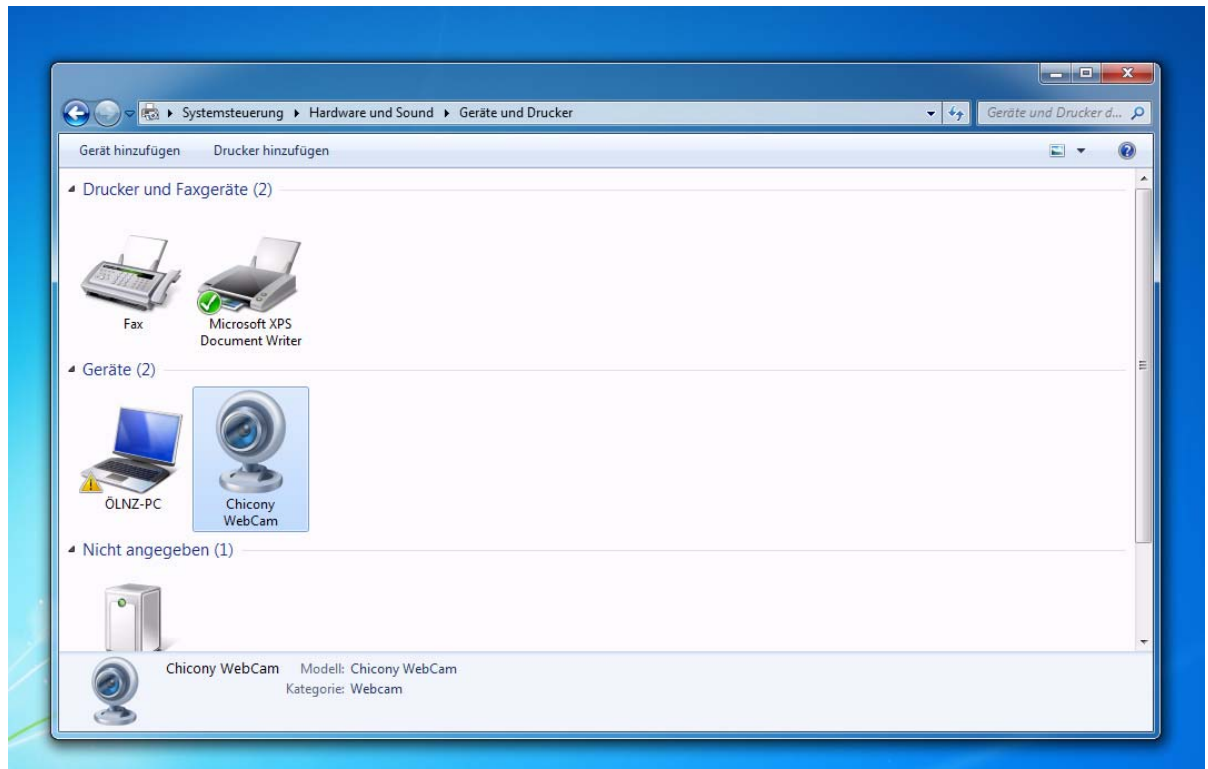 Systemsteuerung Hardware und Sound Geräte und Drucker
Geräte und Drucker d...
Gerät hinzufügen Drucker hinzufügen
Drucker und Faxgeräte (2)
Fax
Microsoft XPS
Document Writer
Geräte (2)
ÖLNZ-PC
Chicony
WebCam
Nicht angegeben (1)
Chicony WebCam Modell: Chicony WebCam
Kategorie: Webcam